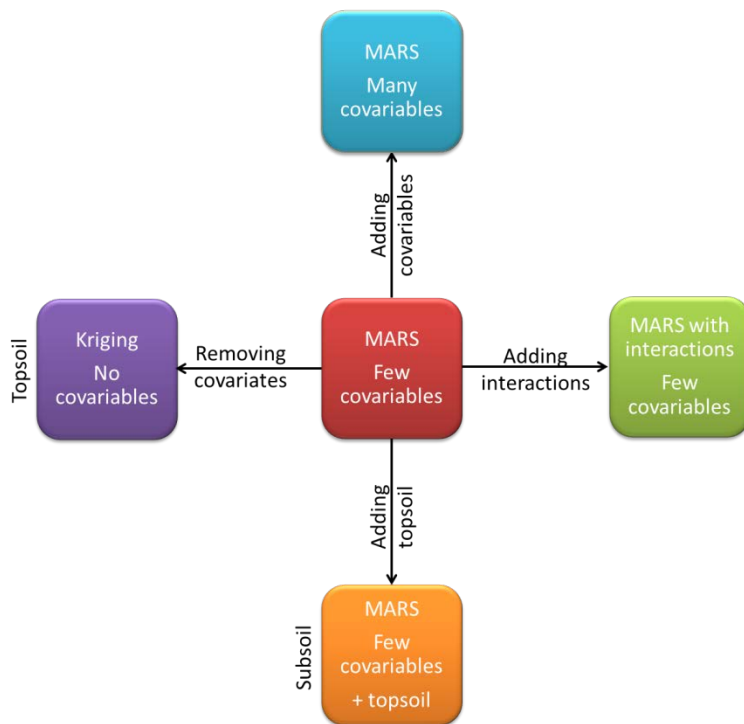 MARS
Many
covariables
Adding
covariables
Topsoil
Kriging
No
covariables
Removing
covariates
MARS
Few
covariables
Adding
interactions
MARS with
interactions
Few
covariables
Adding
topsoil
Subsoil
MARS
Few
covariables
+ topsoil